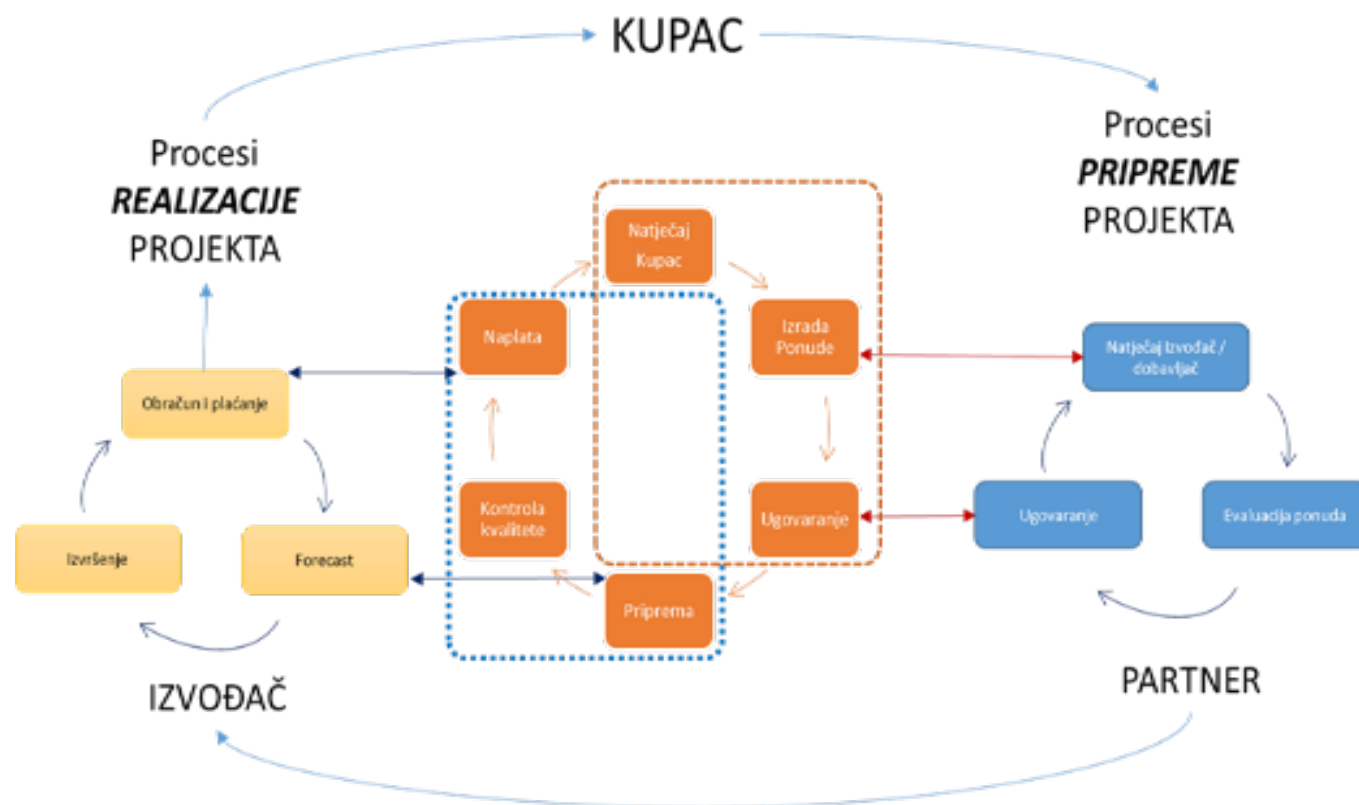 KUPAC
Procesi
REALIZACIJE
PROJEKTA
Procesi
PRIPREME
PROJEKTA
Natječaj
Kupac
Naplata
Izrada
Ponude
Natječaj Izvođač /
dobavljač
Obračun i plaćanje
Kontrola
kvalitete
Ugovaranje
Ugovaranje
Evaluacija ponuda
Izvršenje
Forecast
Priprema
IZVOĐAČ
PARTNER